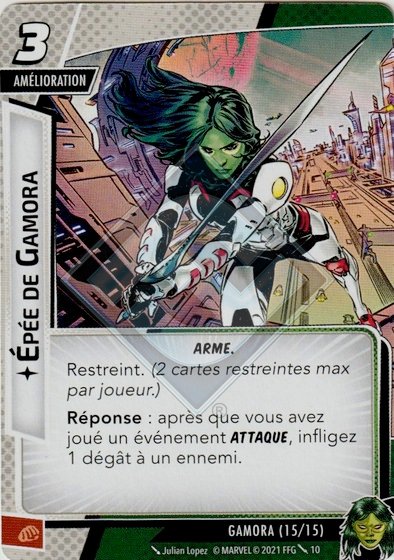 3
AMÉLIORATION
ÉPÉE DE GAMORA
ARME.
Restreint. (2 cartes restreintes max
par joueur.)
Réponse : après que vous avez
joué un événement ATTAQUE, infligez
1 dégât à un ennemi.
®
GAMORA (15/15)
Julian Lopez © MARVEL © 2021 FFG 10